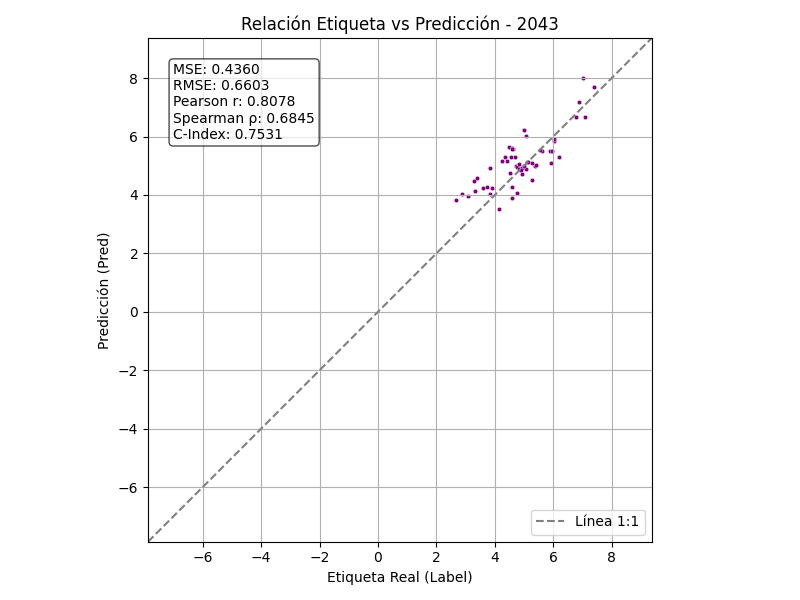 Relación Etiqueta vs Predicción - 2043
MSE: 0.4360
RMSE: 0.6603
Pearson r: 0.8078
Spearman ρ: 0.6845
C-Index: 0.7531
8
6
4
2
0
−2
−4
−6
Predicción (Pred)
Línea 1:1
−6 −4 −2 0 2 4 6 8
Etiqueta Real (Label)